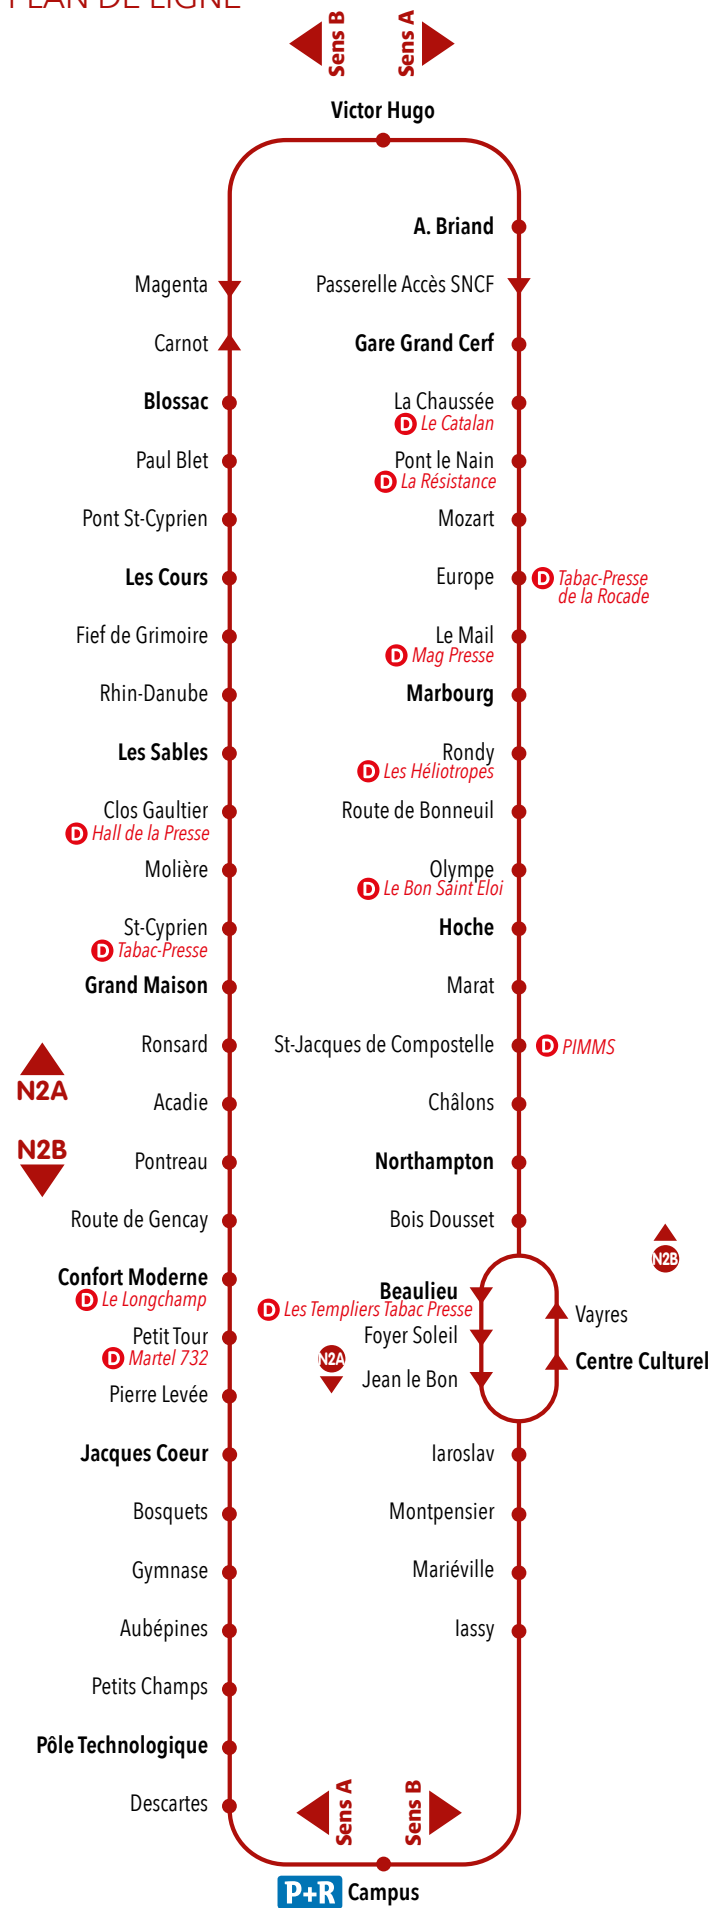 PLAN DE LIGNE
Sens B
Sens A
Victor Hugo
A. Briand
Passerelle Accès SNCF
Gare Grand Cerf
La Chaussée
D Le Catalan
Pont le Nain
D La Résistance
Mozart
Europe
D Tabac-Presse
de la Rocade
Le Mail
D Mag Presse
Marbourg
Rondy
D Les Héliotropes
Route de Bonneuil
Olympe
D Le Bon Saint Eloi
Hoche
Marat
St-Jacques de Compostelle
D PIMMS
Châlons
Northampton
Bois Dousset
N2B
Beaulieu
D Les Templiers Tabac Presse
Foyer Soleil
Jean le Bon
N2A
Vayres
Centre Culturel
Iaroslav
Montpensier
Mariéville
Iassy
Magenta
Carnot
Blossac
Paul Blet
Pont St-Cyprien
Les Cours
Fief de Grimoire
Rhin-Danube
Les Sables
Clos Gaultier
D Hall de la Presse
Molière
St-Cyprien
D Tabac-Presse
Grand Maison
Ronsard
N2A
Acadie
N2B
Pontreau
Route de Gencay
Confort Moderne
D Le Longchamp
Petit Tour
D Martel 732
Pierre Levée
Jacques Coeur
Bosquets
Gymnase
Aubépines
Petits Champs
Pôle Technologique
Descartes
Sens A
Sens B
P+R Campus